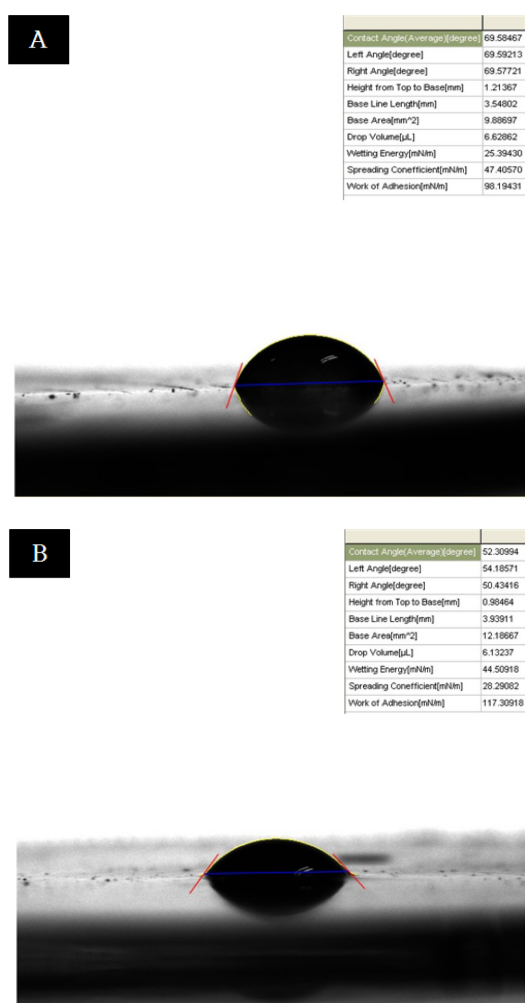 A
Contact Angle(Average)[degree] 69.58467
Left Angle[degree] 69.59213
Right Angle[degree] 69.57721
Height from Top to Base[mm] 1.21367
Base Line Length[mm] 3.54802
Base Area[mm^2] 9.88697
Drop Volume[µL] 6.62862
Wetting Energy[mN/m] 25.39430
Spreading Conefficient[mN/m] 47.40570
Work of Adhesion[mN/m] 98.19431
B
Contact Angle(Average)[degree] 52.30994
Left Angle[degree] 54.18571
Right Angle[degree] 50.43416
Height from Top to Base[mm] 0.98464
Base Line Length[mm] 3.93911
Base Area[mm^2] 12.18667
Drop Volume[µL] 6.13237
Wetting Energy[mN/m] 44.50918
Spreading Conefficient[mN/m] 28.29082
Work of Adhesion[mN/m] 117.30918